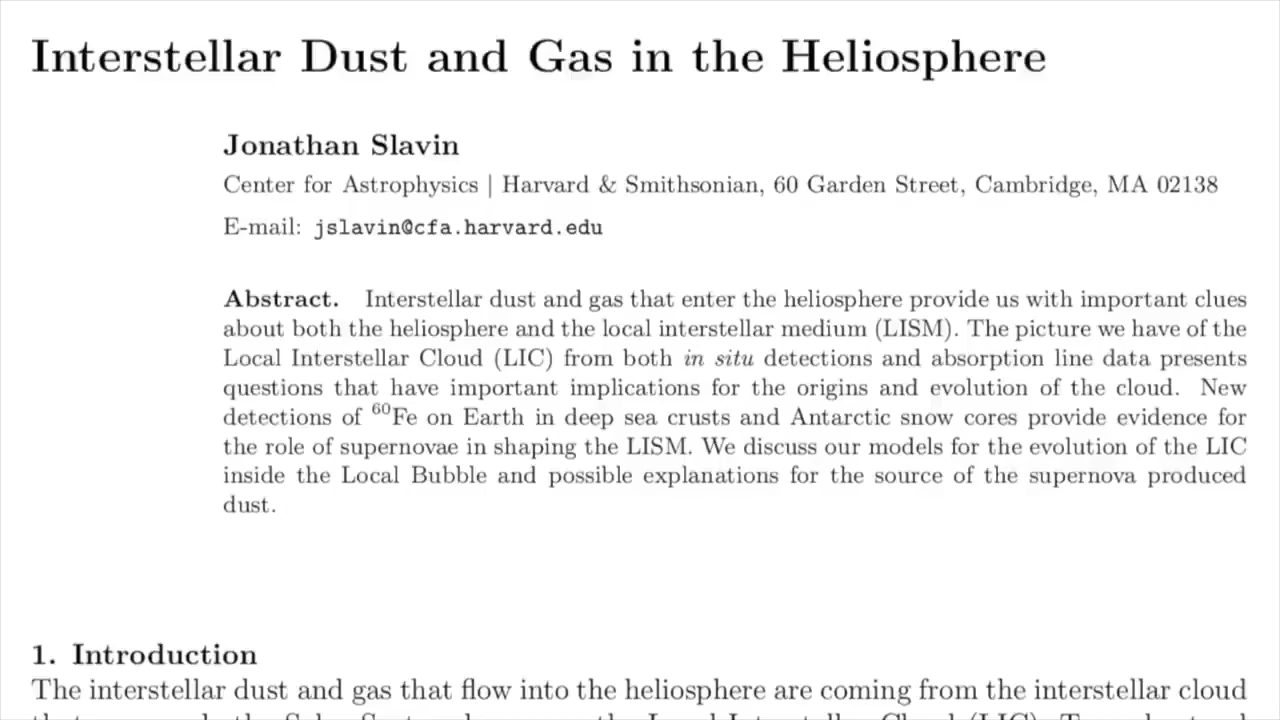 Interstellar Dust and Gas in the Heliosphere
Jonathan Slavin
Center for Astrophysics | Harvard & Smithsonian, 60 Garden Street, Cambridge, MA 02138
E-mail: jslavin@cfa.harvard.edu
Abstract. Interstellar dust and gas that enter the heliosphere provide us with important clues
about both the heliosphere and the local interstellar medium (LISM). The picture we have of the
Local Interstellar Cloud (LIC) from both in situ detections and absorption line data presents
questions that have important implications for the origins and evolution of the cloud. New
detections of ⁶⁰Fe on Earth in deep sea crusts and Antarctic snow cores provide evidence for
the role of supernovae in shaping the LISM. We discuss our models for the evolution of the LIC
inside the Local Bubble and possible explanations for the source of the supernova produced
dust.
1. Introduction
The interstellar dust and gas that flow into the heliosphere are coming from the interstellar cloud